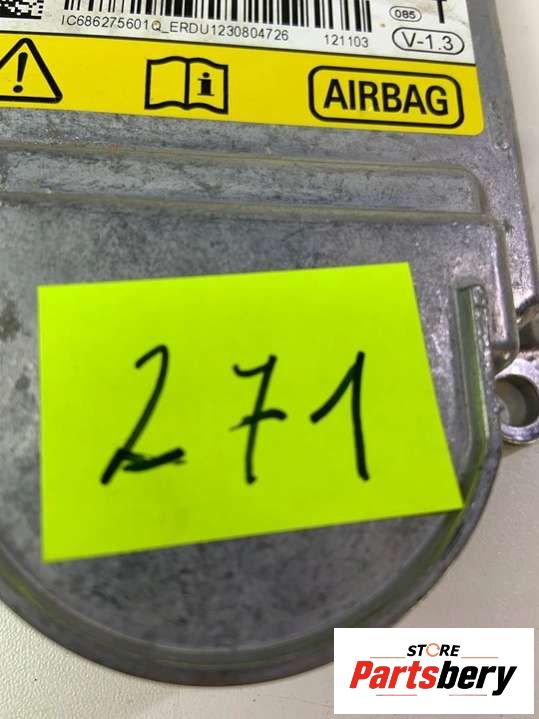 085 T
IC686275601Q_ERDU1230804726 121103 V-1.3
i AIRBAG
271
STORE
Partsbery